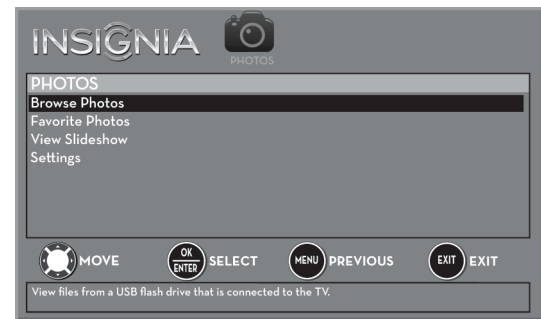 INSIGNIA
PHOTOS
PHOTOS
Browse Photos
Favorite Photos
View Slideshow
Settings
MOVE OK ENTER SELECT MENU PREVIOUS EXIT EXIT
View files from a USB flash drive that is connected to the TV.